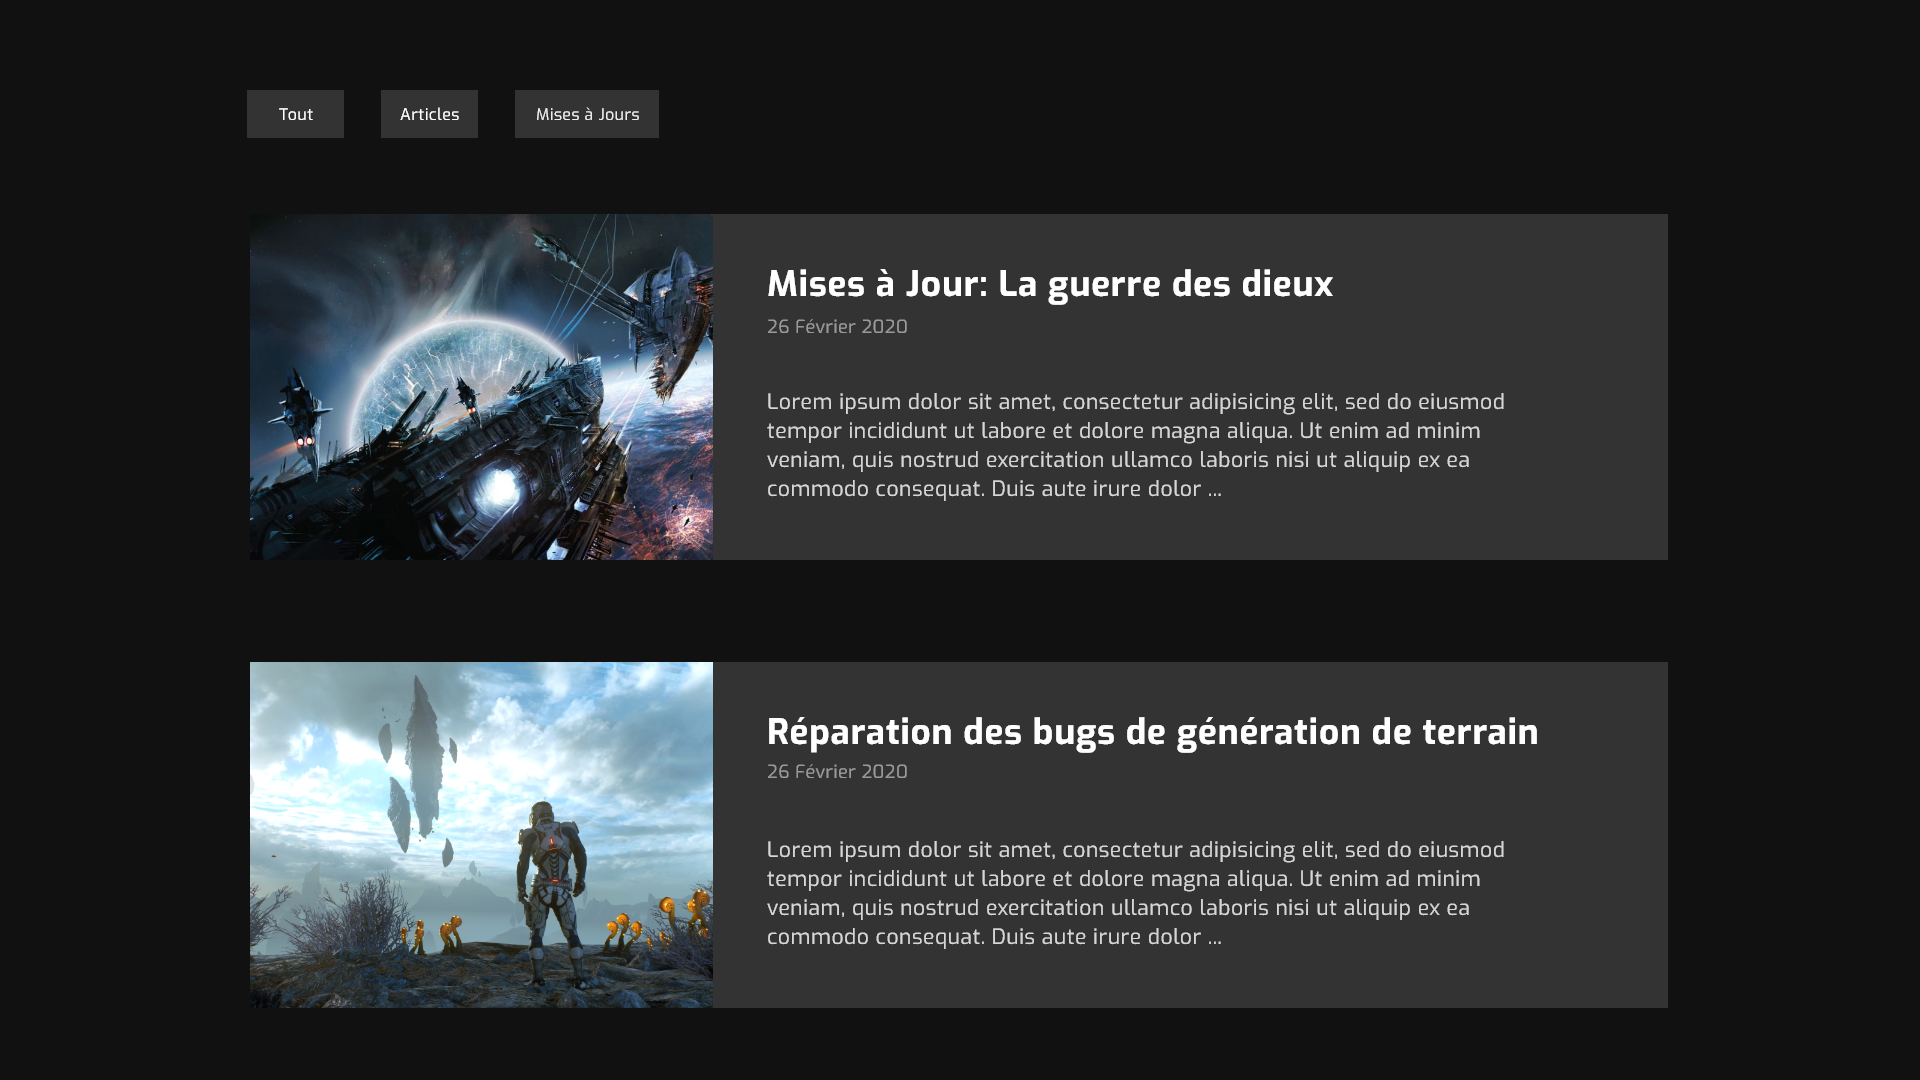 Tout
Articles
Mises à Jours
Mises à Jour: La guerre des dieux
26 Février 2020
Lorem ipsum dolor sit amet, consectetur adipisicing elit, sed do eiusmod
tempor incididunt ut labore et dolore magna aliqua. Ut enim ad minim
veniam, quis nostrud exercitation ullamco laboris nisi ut aliquip ex ea
commodo consequat. Duis aute irure dolor ...
Réparation des bugs de génération de terrain
26 Février 2020
Lorem ipsum dolor sit amet, consectetur adipisicing elit, sed do eiusmod
tempor incididunt ut labore et dolore magna aliqua. Ut enim ad minim
veniam, quis nostrud exercitation ullamco laboris nisi ut aliquip ex ea
commodo consequat. Duis aute irure dolor ...